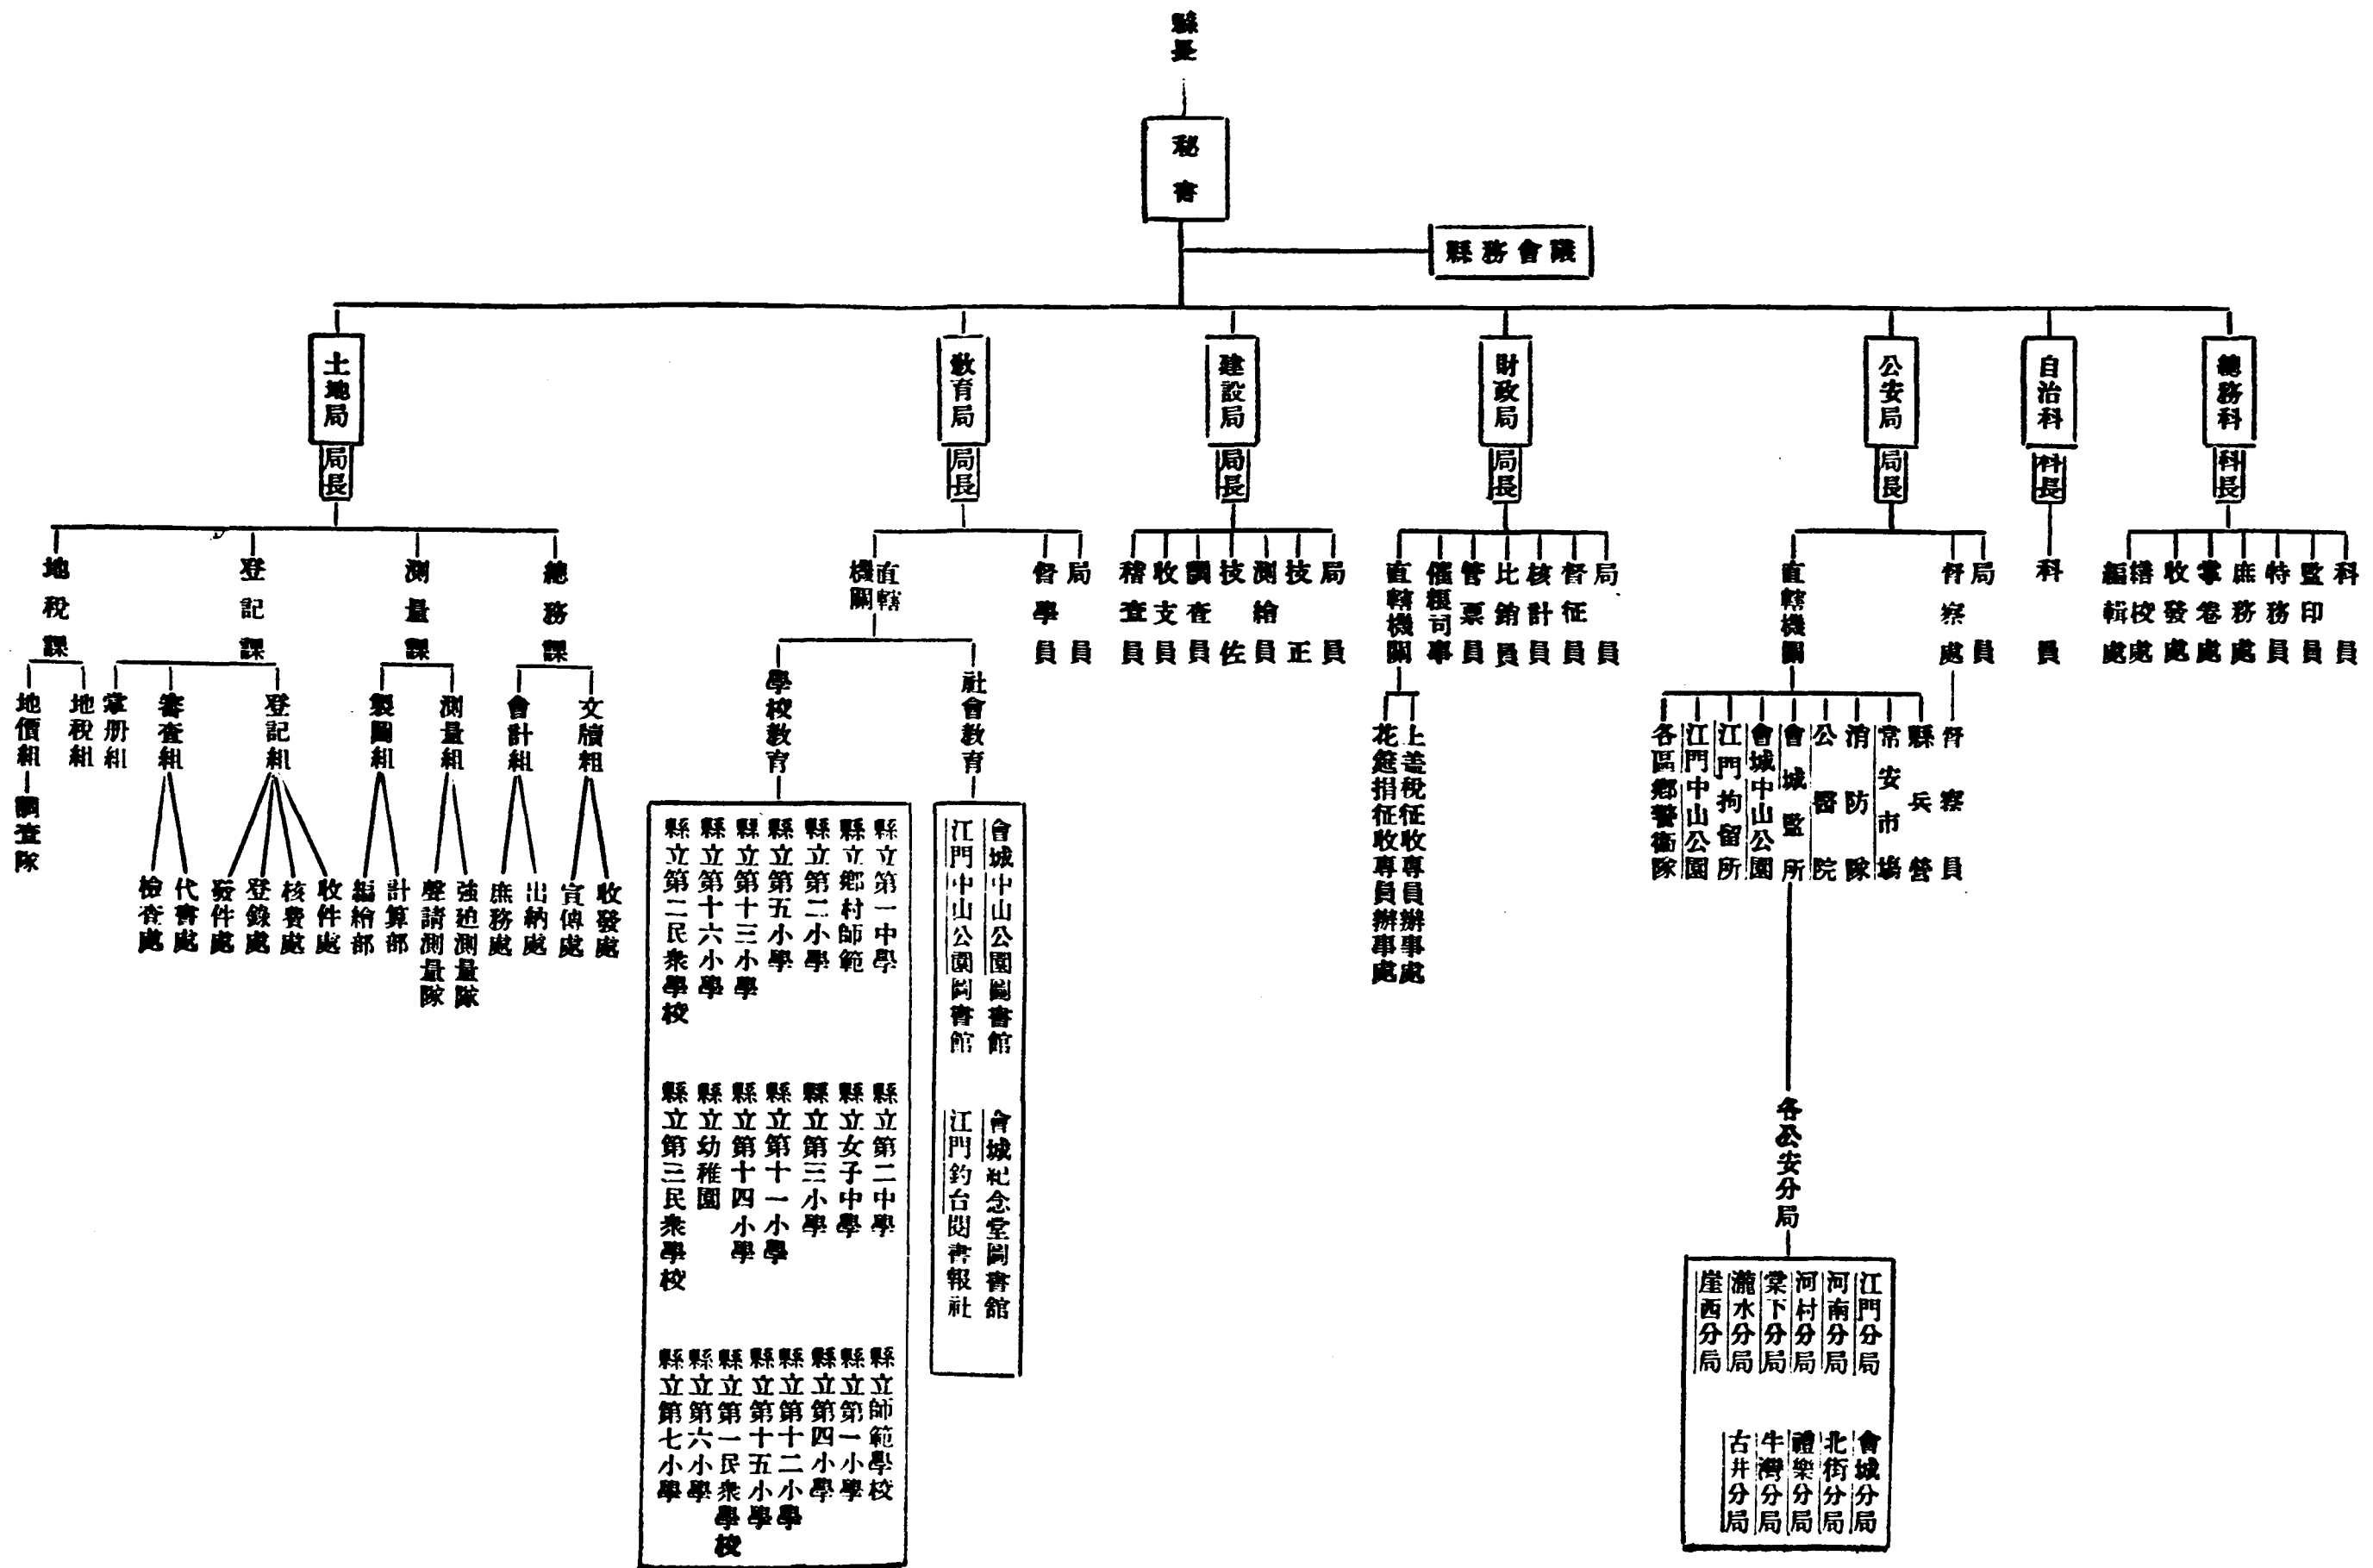 縣長
秘書
縣務會議
總務科
科長
科員
監印員
特務員
庶務處
掌卷處
收發處
繕校處
編輯處
自治科
科長
科員
公安局
局長
局員
督察處
督察員
直轄機關
縣兵營
常安市場
消防隊
公醫院
會城監所
會城中山公園
江門拘留所
江門中山公園
各區鄉警衞隊
各公安分局
江門分局
河南分局
河村分局
棠下分局
瀧水分局
崖西分局
會城分局
北街分局
禮樂分局
牛灣分局
古井分局
財政局
局長
局員
督征員
核計員
比銷員
管票員
催糧司事
直轄機關
上蓋稅征收專員辦事處
花筵捐征收專員辦事處
建設局
局長
局員
技正
測繪員
技佐
調查員
收支員
稽查員
教育局
局長
局員
督學員
直轄
機關
社會教育
會城中山公園圖書館
江門中山公園圖書館
會城紀念堂圖書館
江門釣台閱書報社
學校教育
縣立第一中學
縣立鄉村師範
縣立第二小學
縣立第五小學
縣立第十三小學
縣立第十六小學
縣立第二民衆學校
縣立第二中學
縣立女子中學
縣立第三小學
縣立第十一小學
縣立第十四小學
縣立幼稚園
縣立第三民衆學校
縣立師範學校
縣立第一小學
縣立第四小學
縣立第十二小學
縣立第十五小學
縣立第一民衆學校
縣立第六小學
縣立第七小學
土地局
局長
總務課
文牘粗
收發處
宣傳處
會計組
出納處
庶務處
測量課
測量組
強迫測量隊
聲請測量隊
製圖組
計算部
編繪部
登記課
登記組
收件處
核費處
登錄處
發件處
審查組
代書處
檢查處
掌册組
地稅課
地稅組
地價組
調查隊